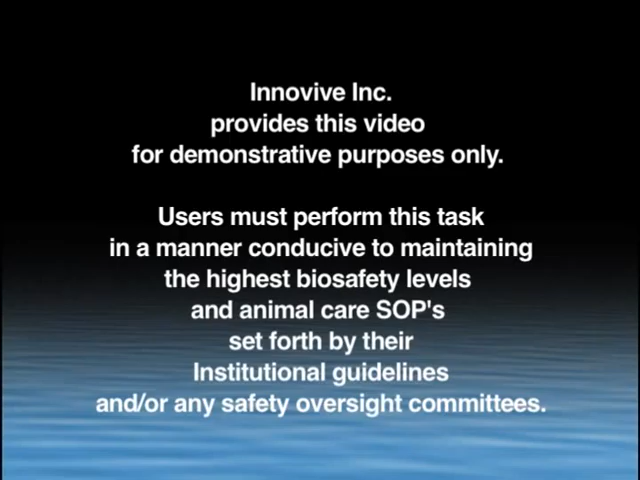 Innovive Inc.
provides this video
for demonstrative purposes only.
Users must perform this task
in a manner conducive to maintaining
the highest biosafety levels
and animal care SOP's
set forth by their
Institutional guidelines
and/or any safety oversight committees.